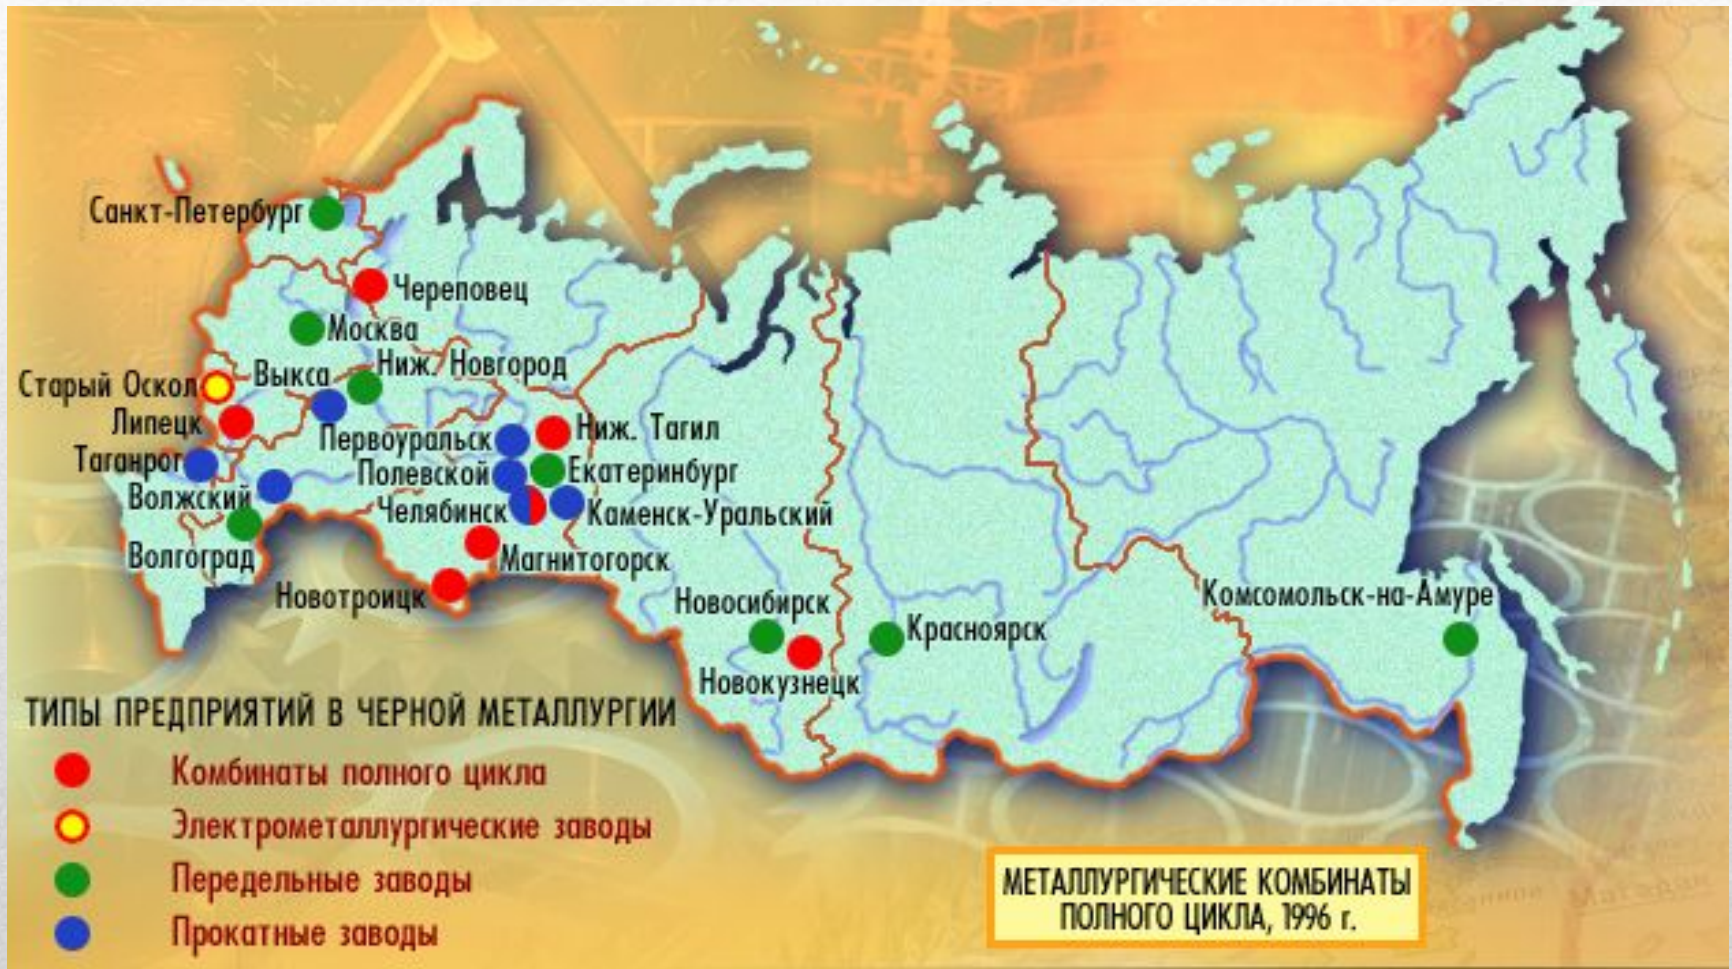 Санкт-Петербург
Череповец
Москва
Ниж. Новгород
Выкса
Старый Оскол
Липецк
Ниж. Тагил
Первоуральск
Таганрог
Полевской
Екатеринбург
Волжский
Челябинск
Каменск-Уральский
Волгоград
Магнитогорск
Новотроицк
Новосибирск
Комсомольск-на-Амуре
Красноярск
Новокузнецк
ТИПЫ ПРЕДПРИЯТИЙ В ЧЕРНОЙ МЕТАЛЛУРГИИ
Комбинаты полного цикла
Электрометаллургические заводы
Передельные заводы
Прокатные заводы
МЕТАЛЛУРГИЧЕСКИЕ КОМБИНАТЫ
ПОЛНОГО ЦИКЛА, 1996 г.